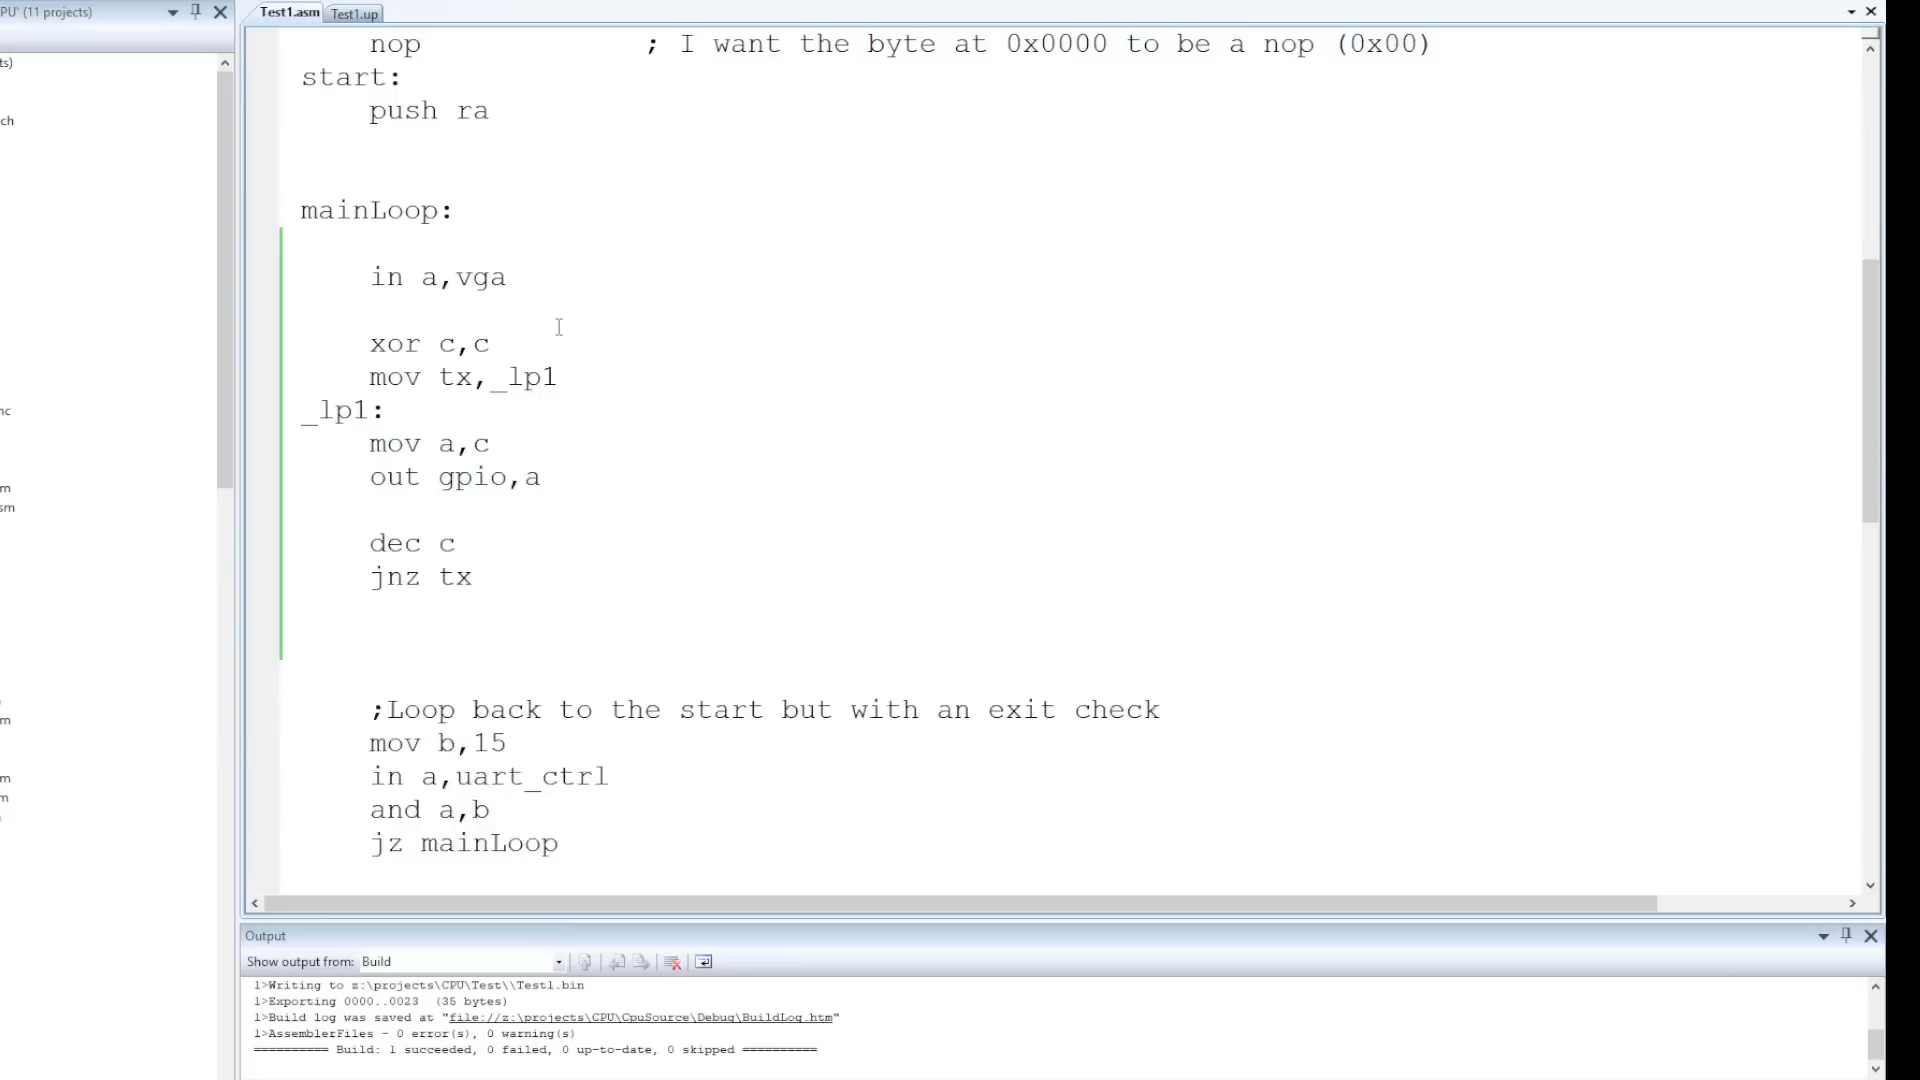 PU' (11 projects)
Test1.asm Test1.up
ts)
ch
nc
m
sm
m
m
m
nop ; I want the byte at 0x0000 to be a nop (0x00)
start:
push ra
mainLoop:
in a,vga
xor c,c
mov tx,_lp1
_lp1:
mov a,c
out gpio,a
dec c
jnz tx
;Loop back to the start but with an exit check
mov b,15
in a,uart_ctrl
and a,b
jz mainLoop
Output
Show output from: Build
1>Writing to z:\projects\CPU\Test\\Test1.bin
1>Exporting 0000..0023 (35 bytes)
1>Build log was saved at "file://z:\projects\CPU\CpuSource\Debug\BuildLog.htm"
1>AssemblerFiles - 0 error(s), 0 warning(s)
========== Build: 1 succeeded, 0 failed, 0 up-to-date, 0 skipped ==========